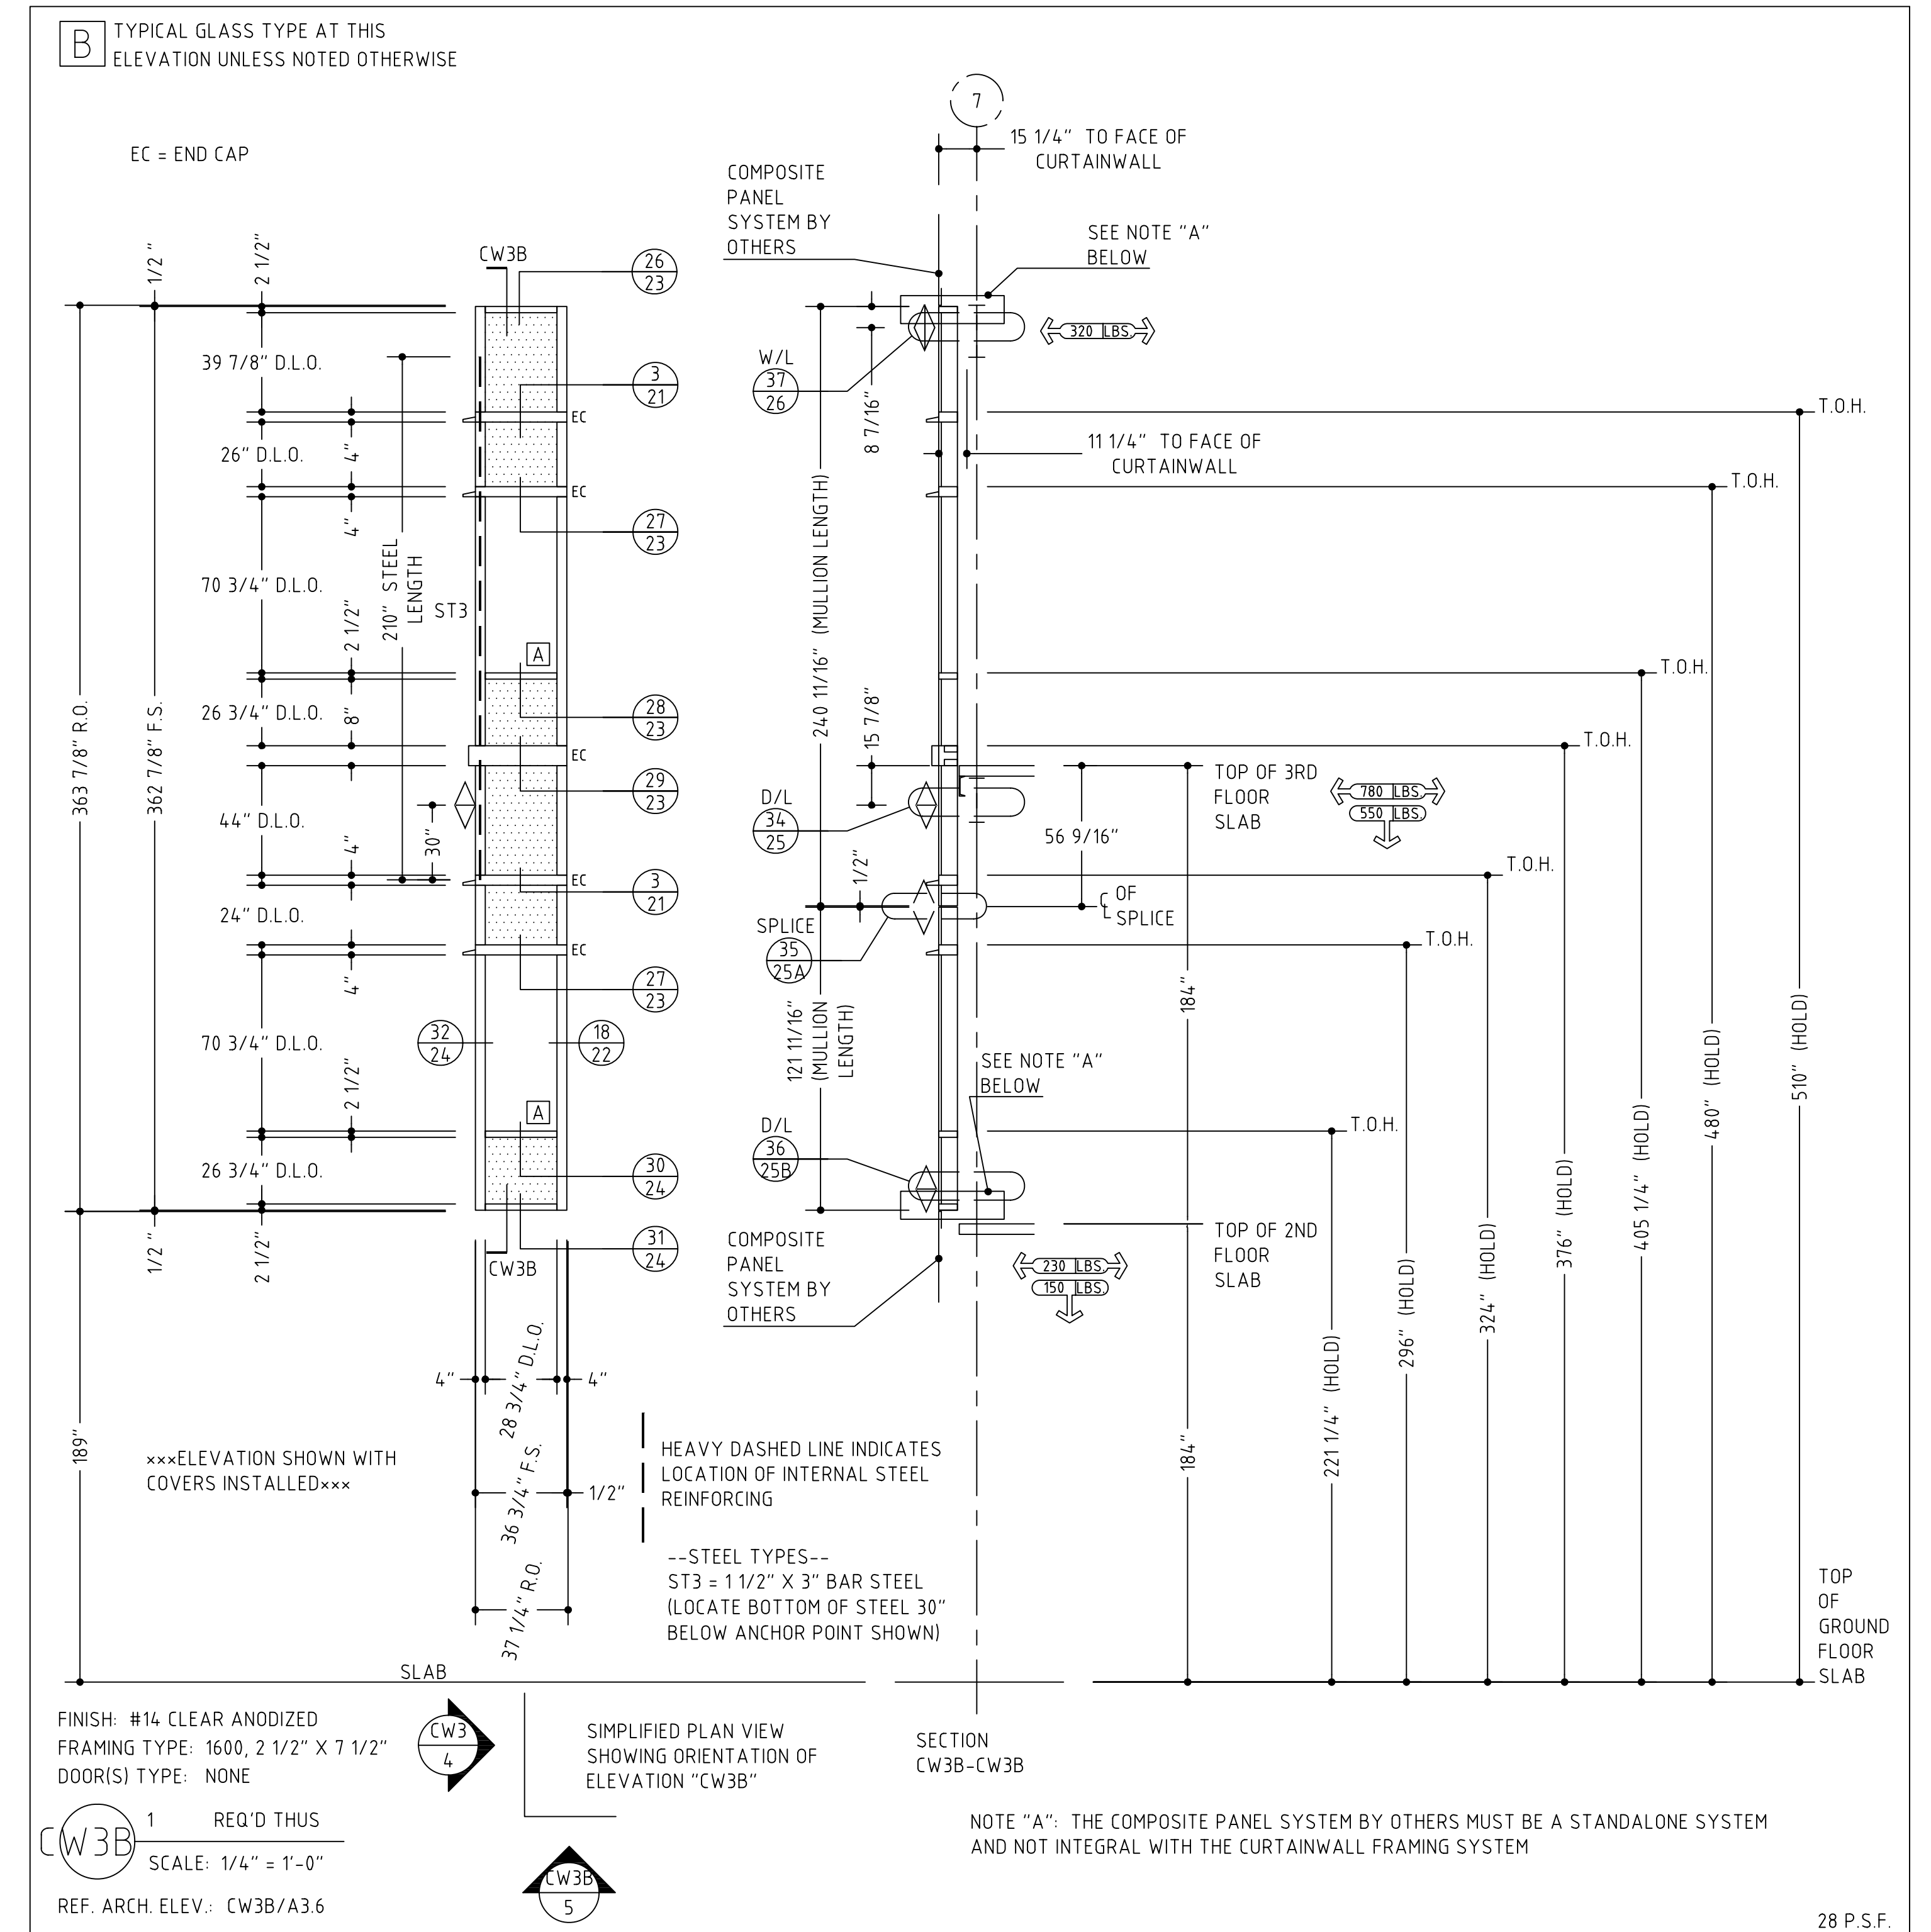 B
TYPICAL GLASS TYPE AT THIS
ELEVATION UNLESS NOTED OTHERWISE
EC = END CAP
7
15 1/4" TO FACE OF
CURTAINWALL
COMPOSITE
PANEL
SYSTEM BY
OTHERS
SEE NOTE "A"
BELOW
1/2 "
2 1/2"
CW3B
26
23
39 7/8" D.L.O.
3
21
EC
26" D.L.O.
4"
EC
4"
27
23
70 3/4" D.L.O.
210" STEEL
LENGTH
ST3
2 1/2"
A
363 7/8" R.O.
362 7/8" F.S.
26 3/4" D.L.O.
8"
28
23
EC
29
23
44" D.L.O.
30"
4"
EC
3
21
24" D.L.O.
EC
4"
27
23
32
24
18
22
70 3/4" D.L.O.
2 1/2"
A
26 3/4" D.L.O.
30
24
1/2 "
2 1/2"
CW3B
31
24
W/L
37
26
8 7/16"
320 LBS.
T.O.H.
11 1/4" TO FACE OF
CURTAINWALL
T.O.H.
240 11/16" (MULLION LENGTH)
T.O.H.
15 7/8"
T.O.H.
TOP OF 3RD
FLOOR
SLAB
780 LBS.
550 LBS.
D/L
34
25
56 9/16"
1/2"
T.O.H.
CL OF
SPLICE
SPLICE
35
25A
T.O.H.
184"
121 11/16"
(MULLION
LENGTH)
SEE NOTE "A"
BELOW
D/L
36
25B
T.O.H.
TOP OF 2ND
FLOOR
SLAB
COMPOSITE
PANEL
SYSTEM BY
OTHERS
230 LBS.
150 LBS.
184"
221 1/4" (HOLD)
296" (HOLD)
324" (HOLD)
376" (HOLD)
405 1/4" (HOLD)
480" (HOLD)
510" (HOLD)
4"
28 3/4" D.L.O.
4"
36 3/4" F.S.
1/2"
37 1/4" R.O.
189"
×××ELEVATION SHOWN WITH
COVERS INSTALLED×××
HEAVY DASHED LINE INDICATES
LOCATION OF INTERNAL STEEL
REINFORCING
--STEEL TYPES--
ST3 = 1 1/2" X 3" BAR STEEL
(LOCATE BOTTOM OF STEEL 30"
BELOW ANCHOR POINT SHOWN)
SLAB
TOP
OF
GROUND
FLOOR
SLAB
FINISH: #14 CLEAR ANODIZED
FRAMING TYPE: 1600, 2 1/2" X 7 1/2"
DOOR(S) TYPE: NONE
CW3
4
SIMPLIFIED PLAN VIEW
SHOWING ORIENTATION OF
ELEVATION "CW3B"
SECTION
CW3B-CW3B
CW3B
1 REQ'D THUS
SCALE: 1/4" = 1'-0"
REF. ARCH. ELEV.: CW3B/A3.6
CW3B
5
NOTE "A": THE COMPOSITE PANEL SYSTEM BY OTHERS MUST BE A STANDALONE SYSTEM
AND NOT INTEGRAL WITH THE CURTAINWALL FRAMING SYSTEM
28 P.S.F.